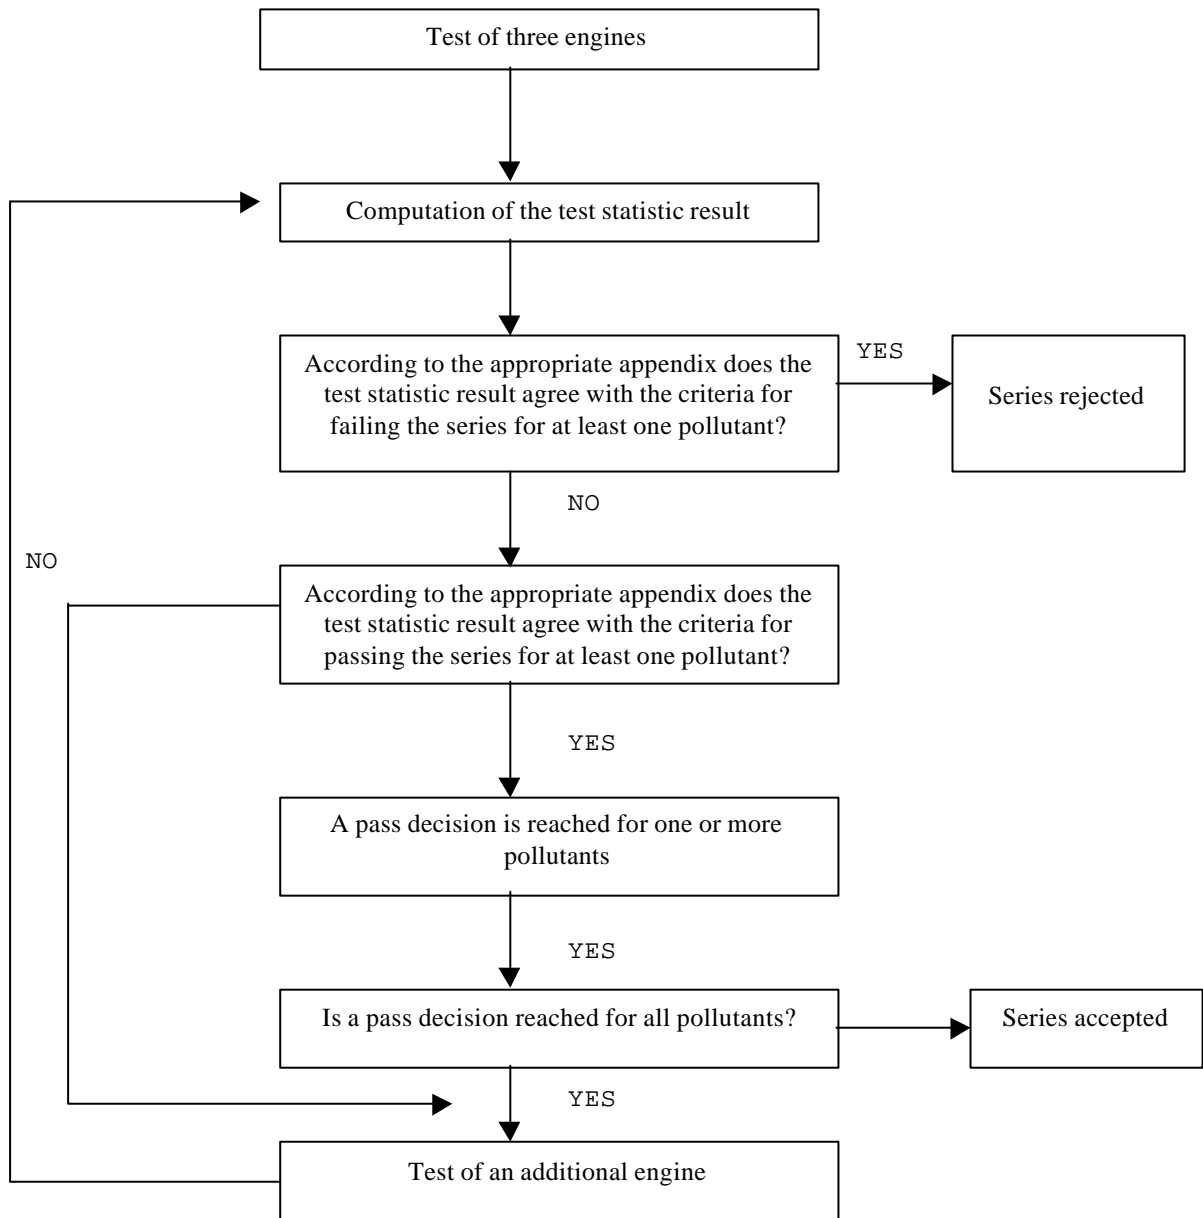 Test of three engines
Computation of the test statistic result
According to the appropriate appendix does the
test statistic result agree with the criteria for
failing the series for at least one pollutant?
YES
Series rejected
NO
NO
According to the appropriate appendix does the
test statistic result agree with the criteria for
passing the series for at least one pollutant?
YES
A pass decision is reached for one or more
pollutants
YES
Is a pass decision reached for all pollutants?
Series accepted
YES
Test of an additional engine